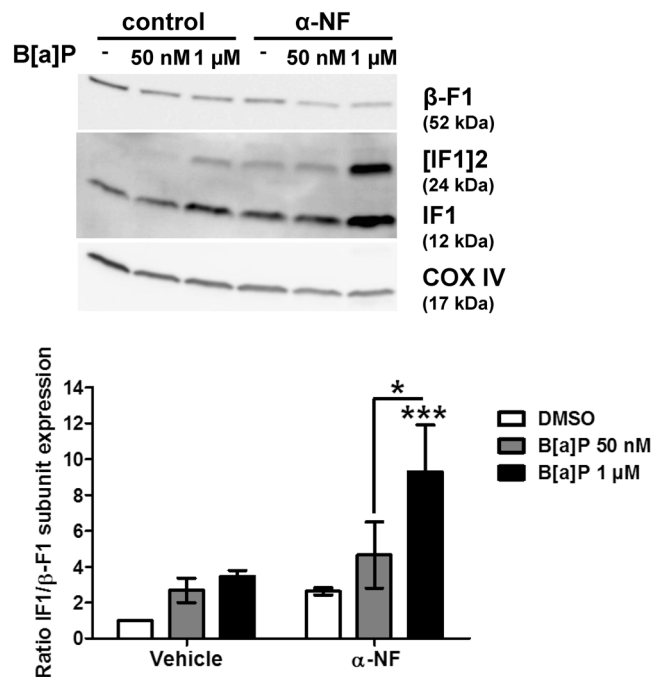 control α-NF
B[a]P - 50 nM 1 µM - 50 nM 1 µM
β-F1
(52 kDa)
[IF1]2
(24 kDa)
IF1
(12 kDa)
COX IV
(17 kDa)
Ratio IF1/β-F1 subunit expression
14
12
10
8
6
4
2
0
*
***
Vehicle α-NF
DMSO
B[a]P 50 nM
B[a]P 1 µM